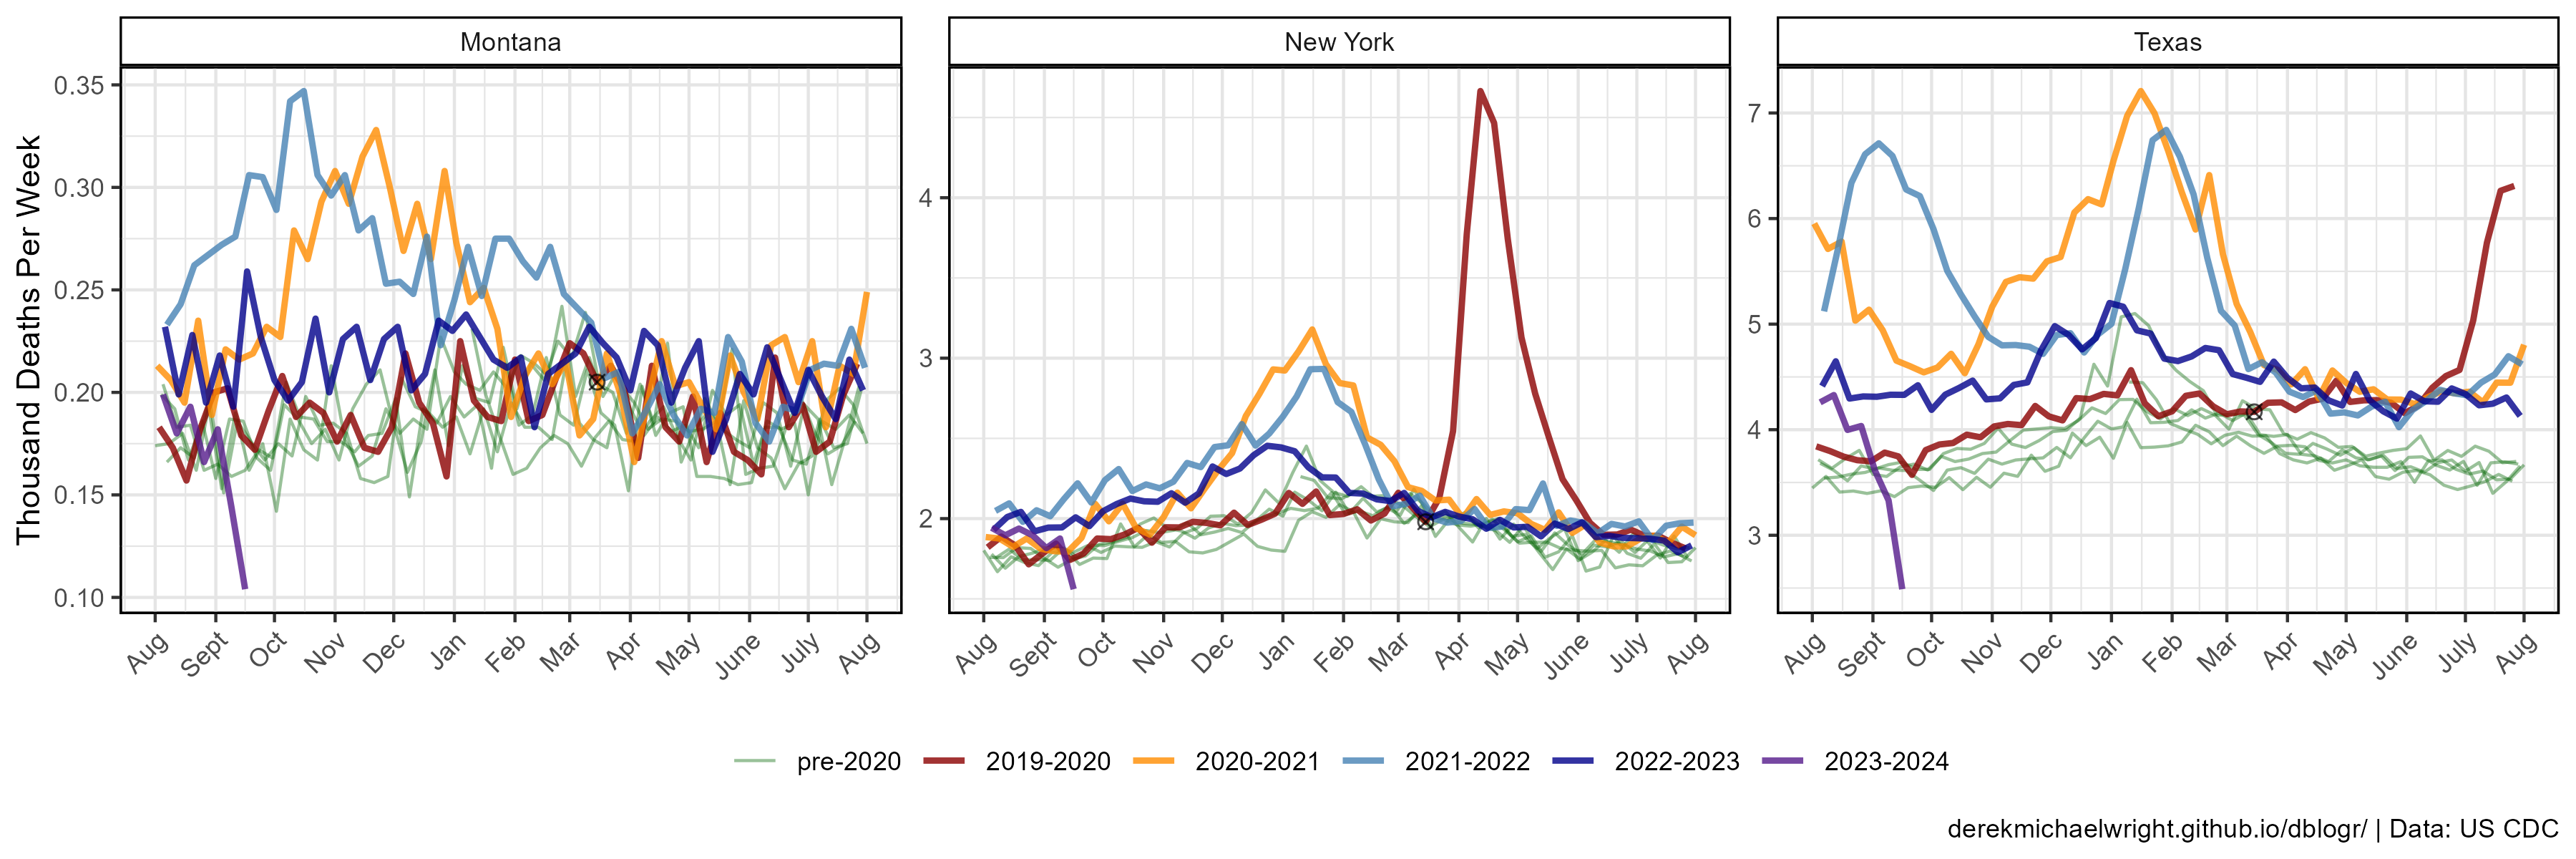 Montana New York Texas
Thousand Deaths Per Week
0.35
0.30
0.25
0.20
0.15
0.10
4
3
2
7
6
5
4
3
Aug Sept Oct Nov Dec Jan Feb Mar Apr May June July Aug
Aug Sept Oct Nov Dec Jan Feb Mar Apr May June July Aug
Aug Sept Oct Nov Dec Jan Feb Mar Apr May June July Aug
pre-2020 2019-2020 2020-2021 2021-2022 2022-2023 2023-2024
derekmichaelwright.github.io/dblogr/ | Data: US CDC